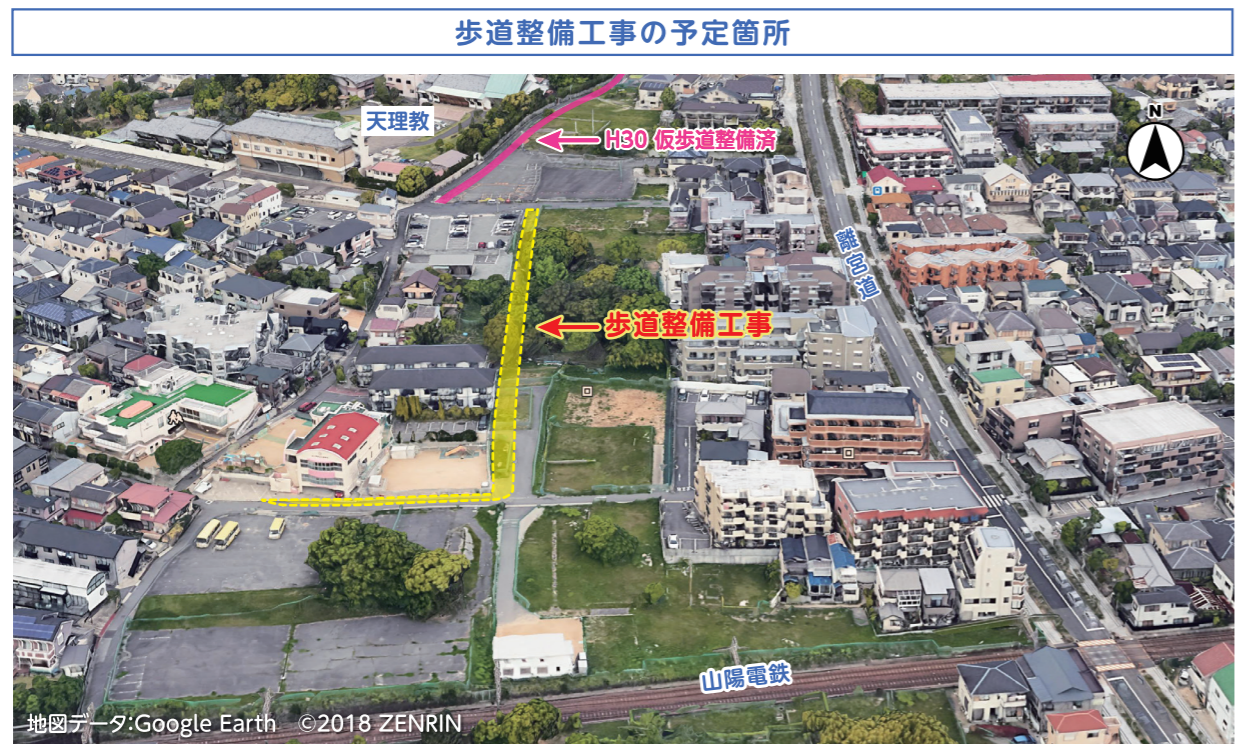 歩道整備工事の予定箇所
天理教
H30 仮歩道整備済
N
離宮道
歩道整備工事
山陽電鉄
地図データ:Google Earth ©2018 ZENRIN